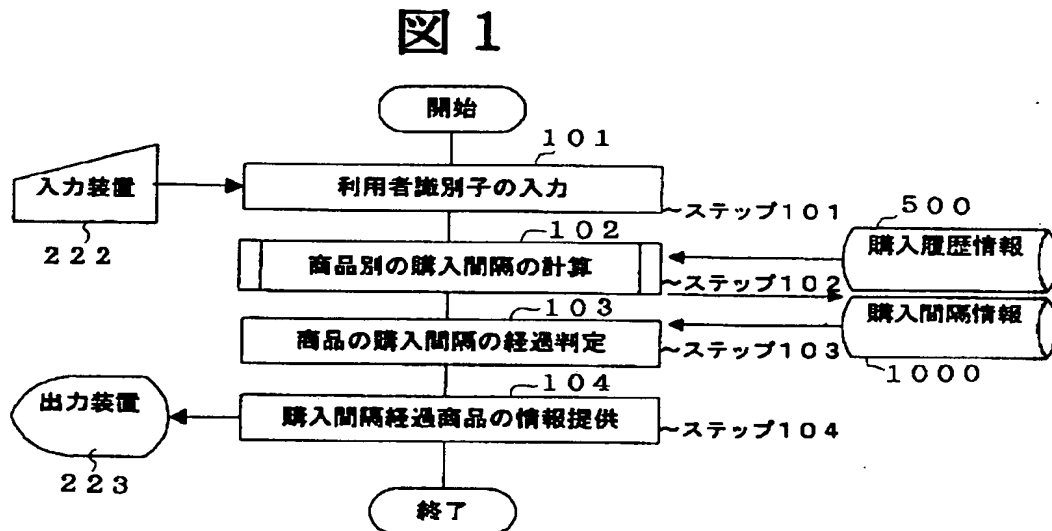 図１
開始
１０１
入力装置
利用者識別子の入力
～ステップ１０１
２２２
５００
１０２
購入履歴情報
商品別の購入間隔の計算
～ステップ１０２
１０３
購入間隔情報
商品の購入間隔の経過判定
～ステップ１０３
１０００
１０４
出力装置
購入間隔経過商品の情報提供
～ステップ１０４
２２３
終了